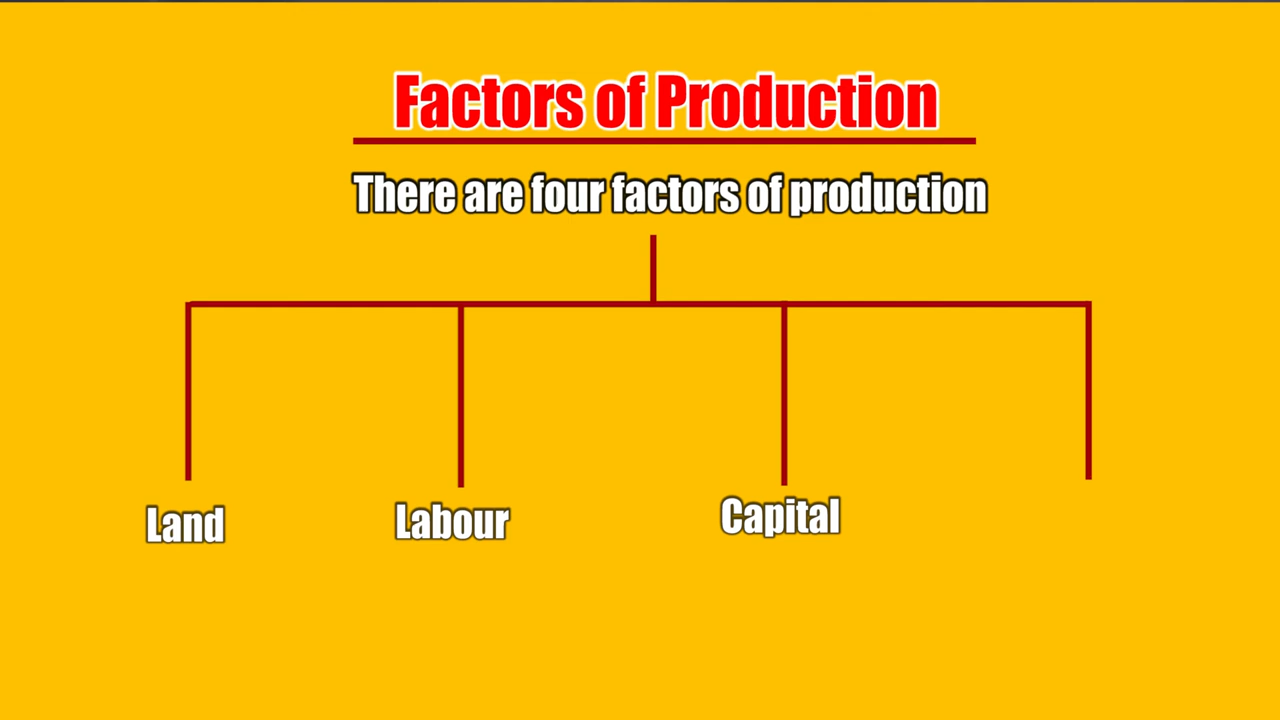 Factors of Production
There are four factors of production
Land
Labour
Capital